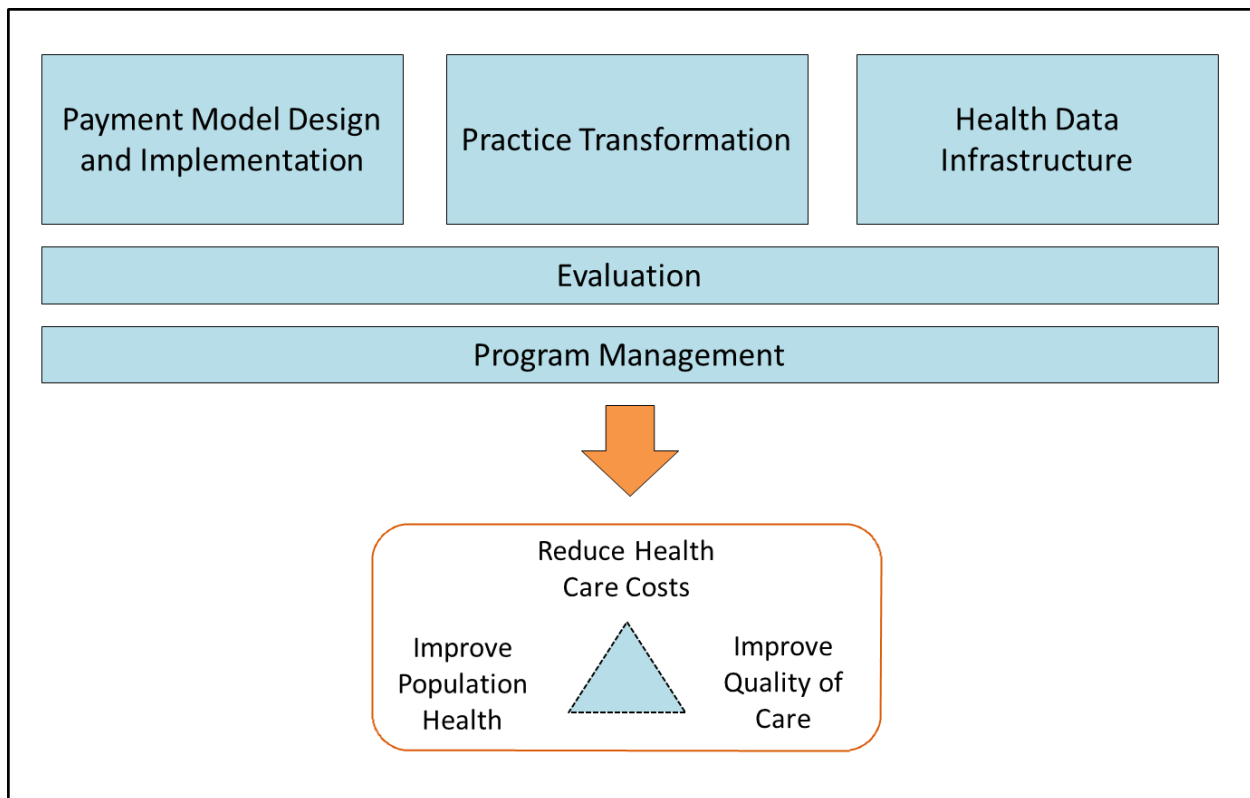 Payment Model Design
and Implementation
Practice Transformation
Health Data
Infrastructure
Evaluation
Program Management
Reduce Health
Care Costs
Improve
Population
Health
Improve
Quality of
Care